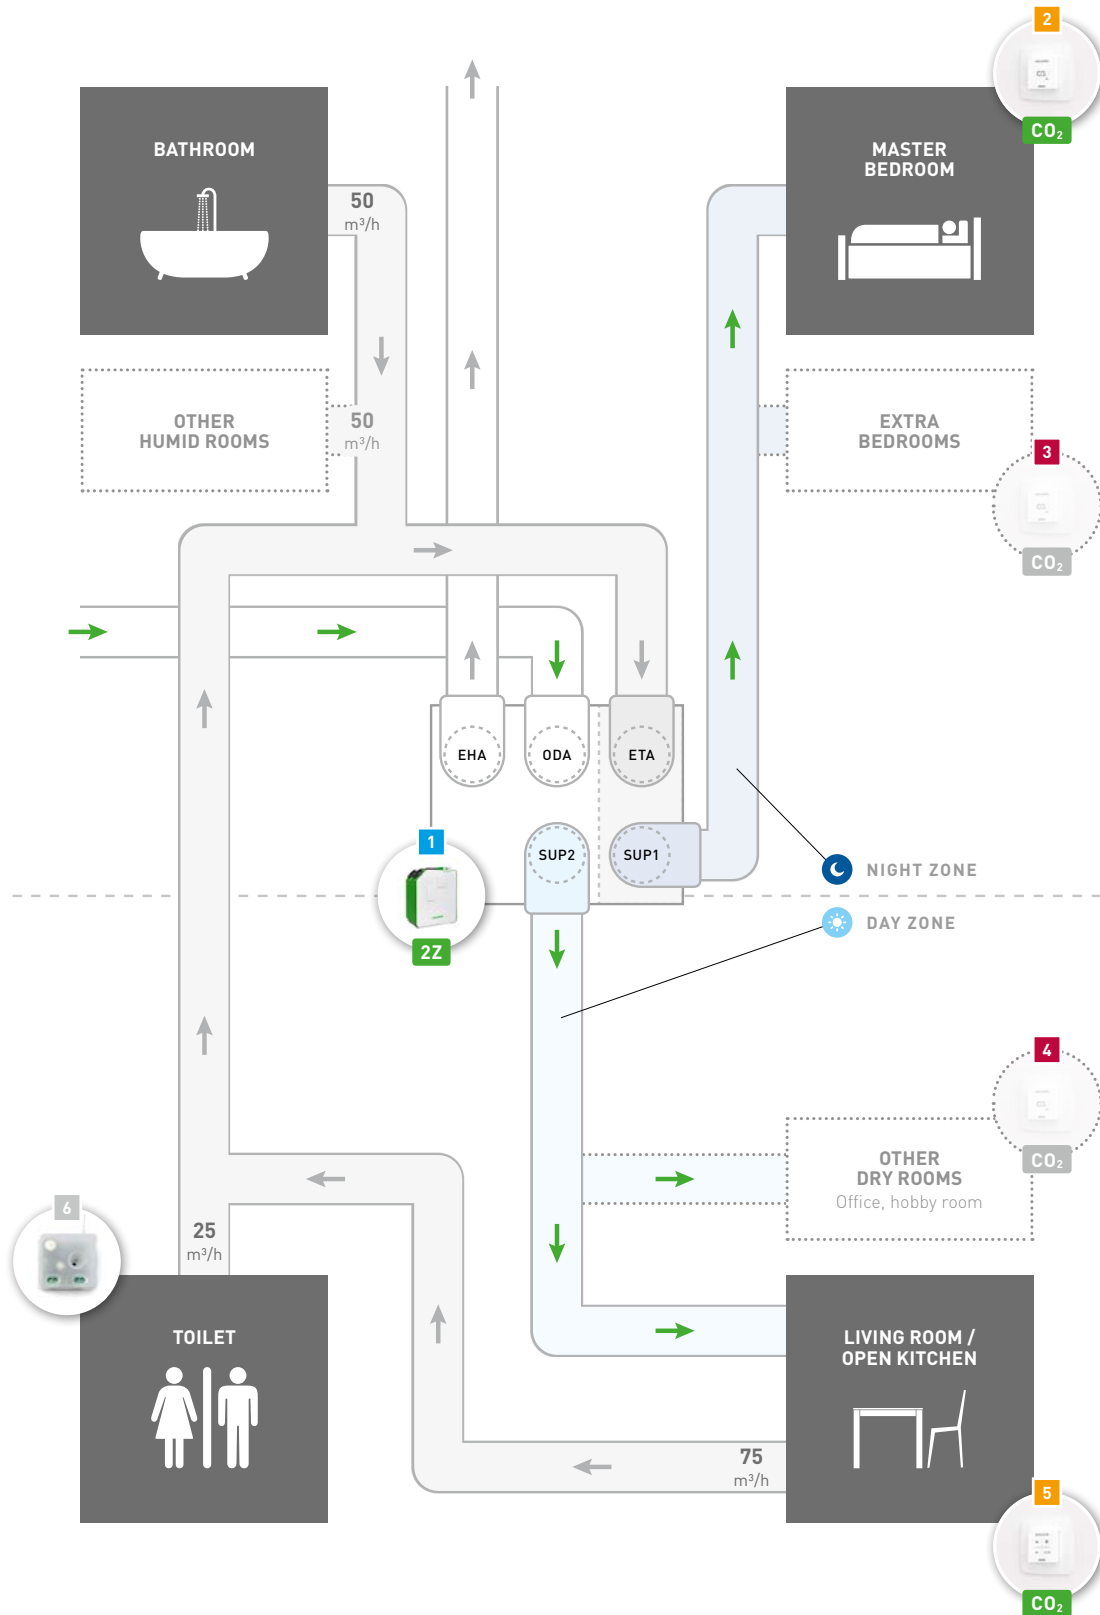 2
CO₂
BATHROOM
50
m³/h
MASTER
BEDROOM
OTHER
HUMID ROOMS
50
m³/h
EXTRA
BEDROOMS
3
CO₂
EHA
ODA
ETA
SUP2
SUP1
1
2Z
NIGHT ZONE
DAY ZONE
4
CO₂
OTHER
DRY ROOMS
Office, hobby room
6
25
m³/h
TOILET
LIVING ROOM /
OPEN KITCHEN
75
m³/h
5
CO₂